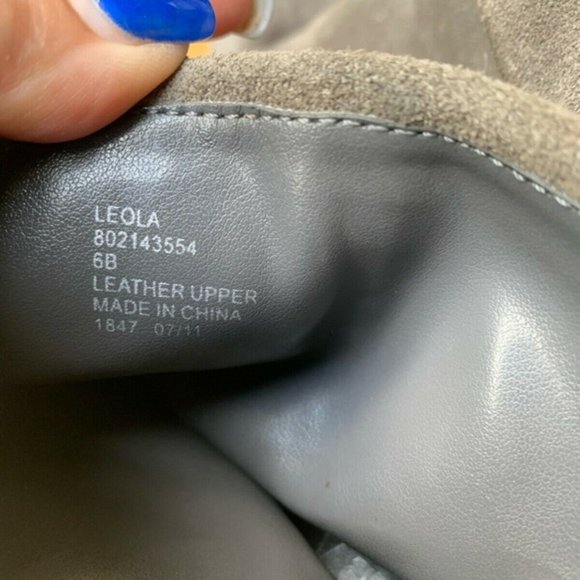 LEOLA
802143554
6B
LEATHER UPPER
MADE IN CHINA
1847 07/11